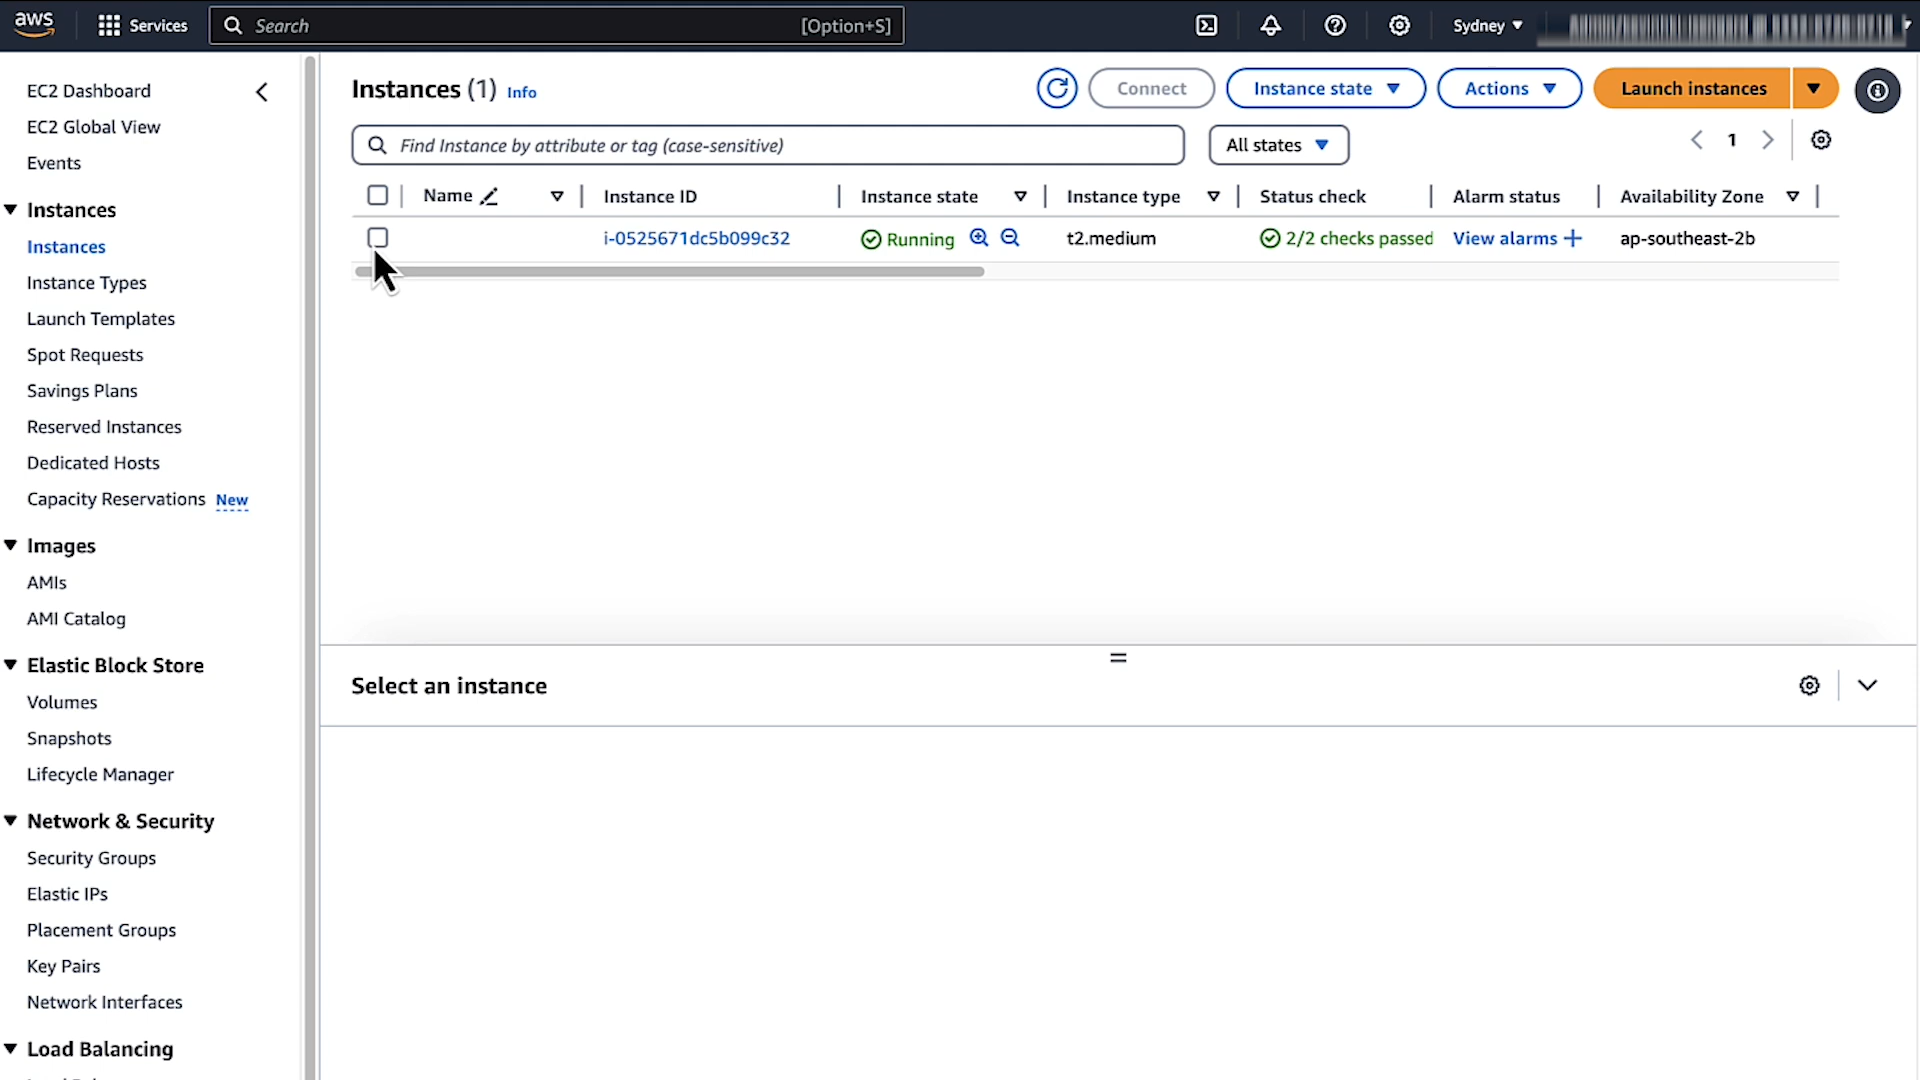 aws
Services
Search
[Option+S]
Sydney
EC2 Dashboard
EC2 Global View
Events
Instances
Instances
Instance Types
Launch Templates
Spot Requests
Savings Plans
Reserved Instances
Dedicated Hosts
Capacity Reservations New
Images
AMIs
AMI Catalog
Elastic Block Store
Volumes
Snapshots
Lifecycle Manager
Network & Security
Security Groups
Elastic IPs
Placement Groups
Key Pairs
Network Interfaces
Load Balancing
Instances (1) Info
Connect
Instance state
Actions
Launch instances
Find Instance by attribute or tag (case-sensitive)
All states
1
Name Instance ID Instance state Instance type Status check Alarm status Availability Zone
i-0525671dc5b099c32 Running t2.medium 2/2 checks passed View alarms + ap-southeast-2b
Select an instance